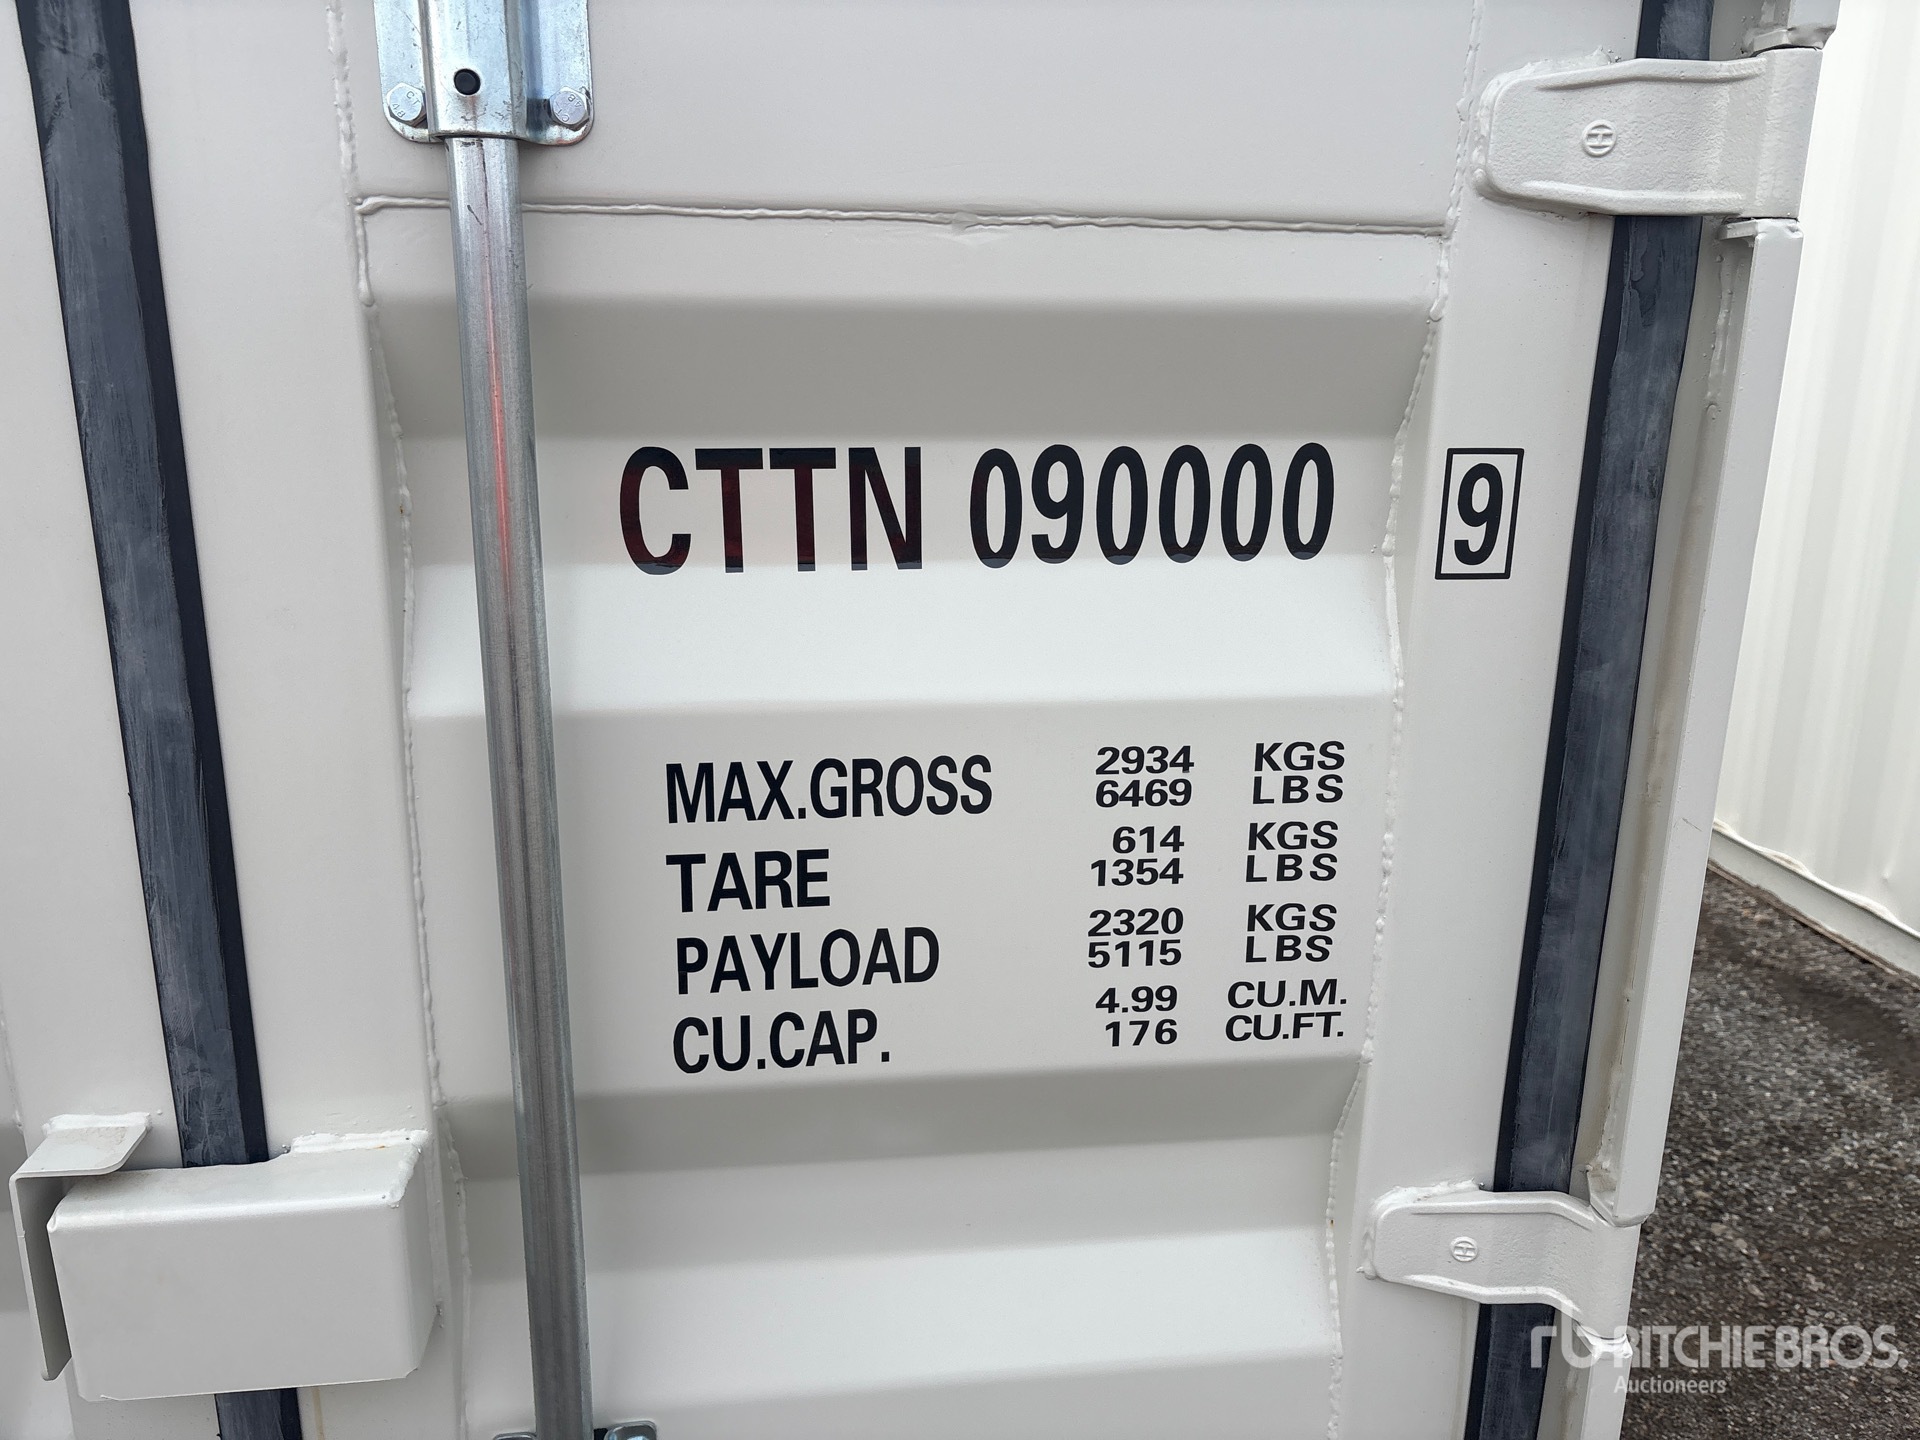 CTTN 090000 9
MAX.GROSS 2934 KGS
6469 LBS
TARE 614 KGS
1354 LBS
PAYLOAD 2320 KGS
5115 LBS
CU.CAP. 4.99 CU.M.
176 CU.FT.
rb RITCHIE BROS.
Auctioneers